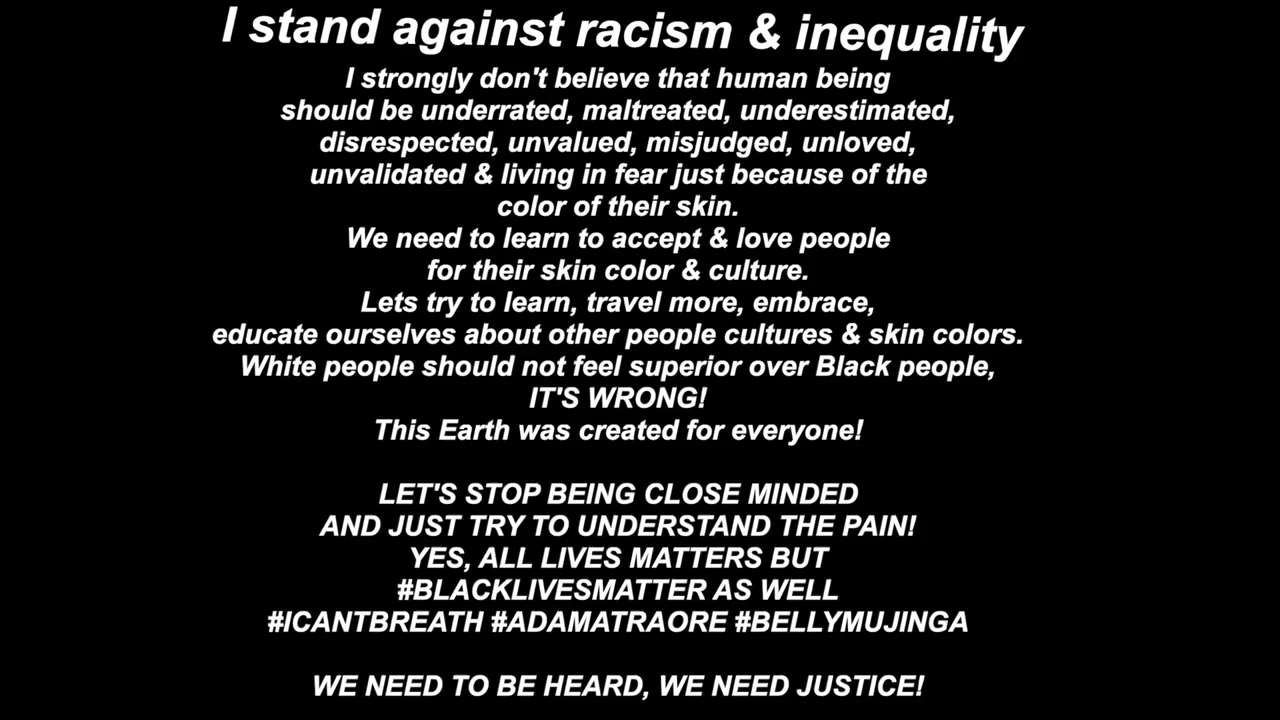 I stand against racism & inequality
I strongly don't believe that human being
should be underrated, maltreated, underestimated,
disrespected, unvalued, misjudged, unloved,
unvalidated & living in fear just because of the
color of their skin.
We need to learn to accept & love people
for their skin color & culture.
Lets try to learn, travel more, embrace,
educate ourselves about other people cultures & skin colors.
White people should not feel superior over Black people,
IT'S WRONG!
This Earth was created for everyone!
LET'S STOP BEING CLOSE MINDED
AND JUST TRY TO UNDERSTAND THE PAIN!
YES, ALL LIVES MATTERS BUT
#BLACKLIVESMATTER AS WELL
#ICANTBREATH #ADAMATRAORE #BELLYMUJINGA
WE NEED TO BE HEARD, WE NEED JUSTICE!